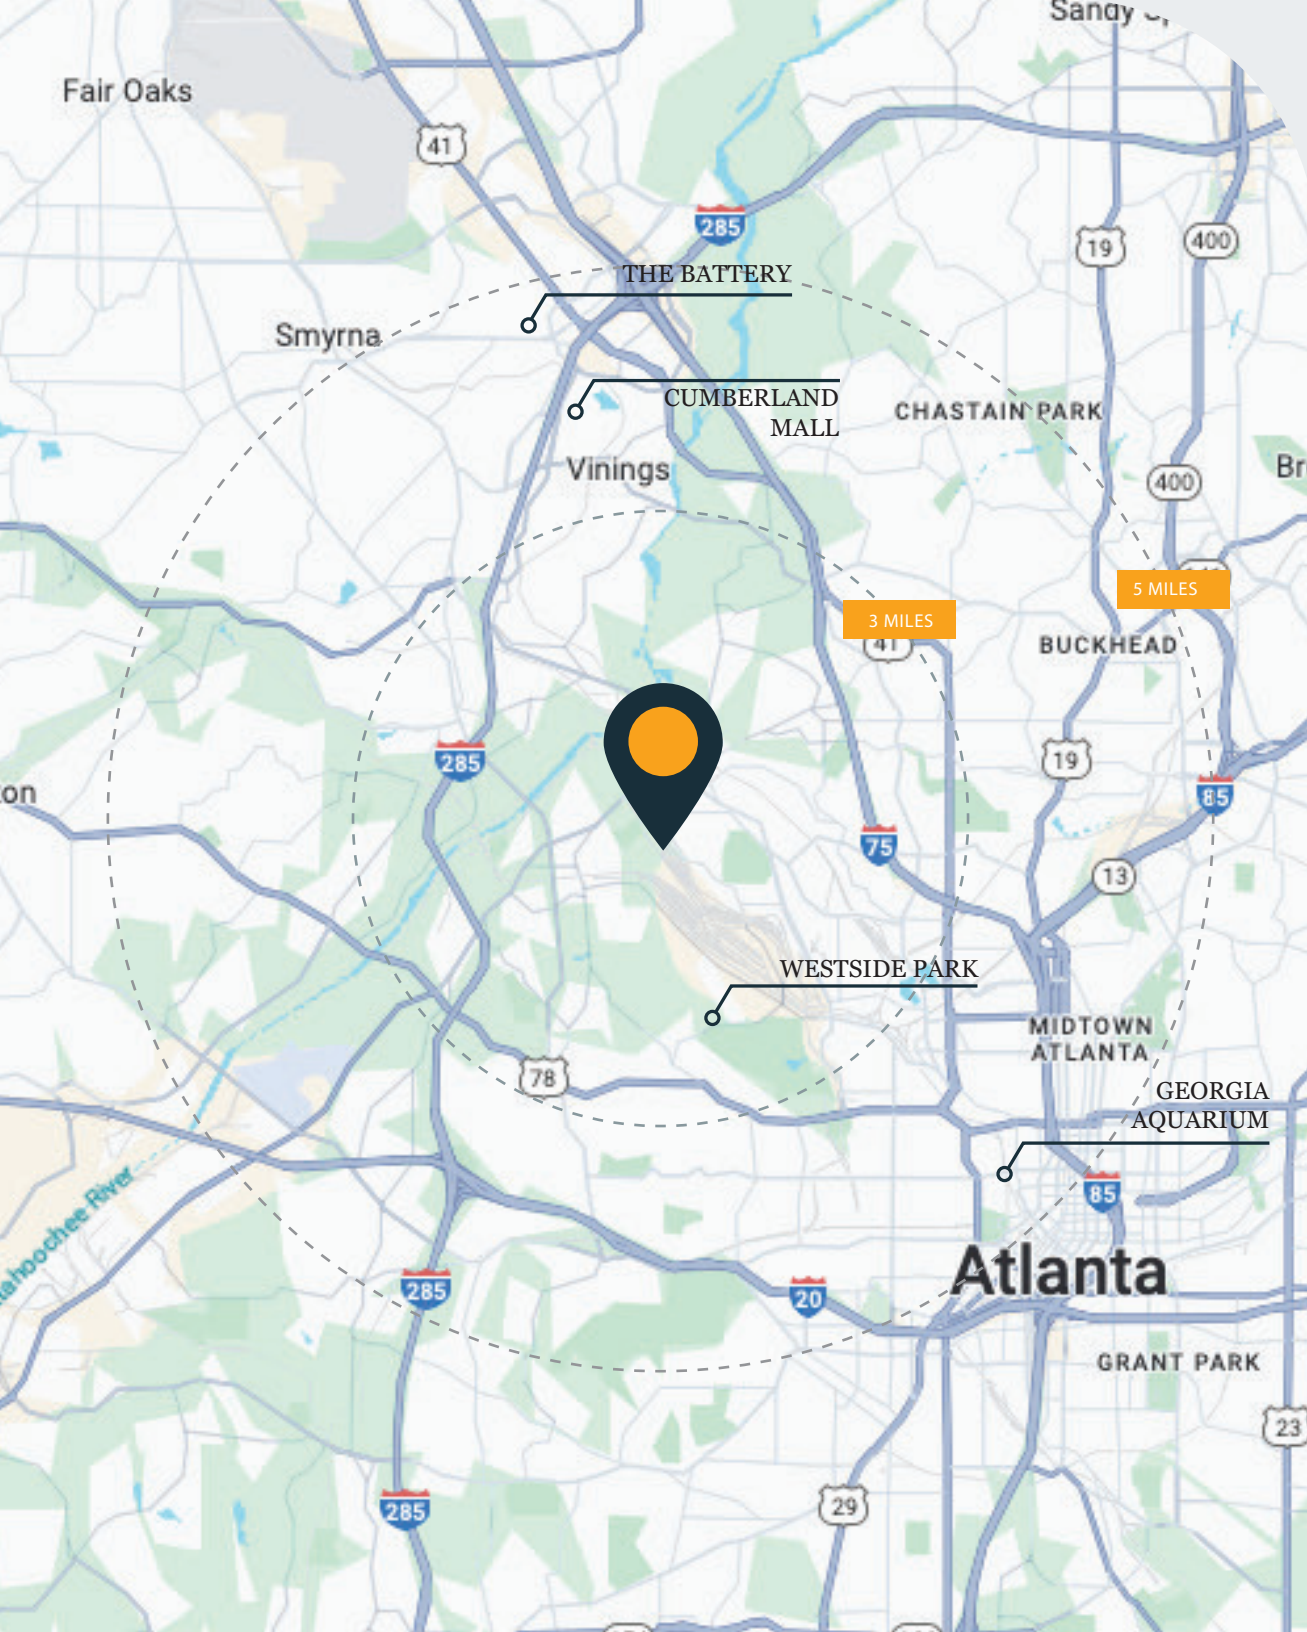 Sandy
Fair Oaks
41
285
19
400
THE BATTERY
Smyrna
CUMBERLAND
MALL
CHASTAIN PARK
Vinings
400
5 MILES
3 MILES
41
BUCKHEAD
285
19
85
75
13
WESTSIDE PARK
MIDTOWN
ATLANTA
78
GEORGIA
AQUARIUM
85
Atlanta
285
20
GRANT PARK
23
285
29